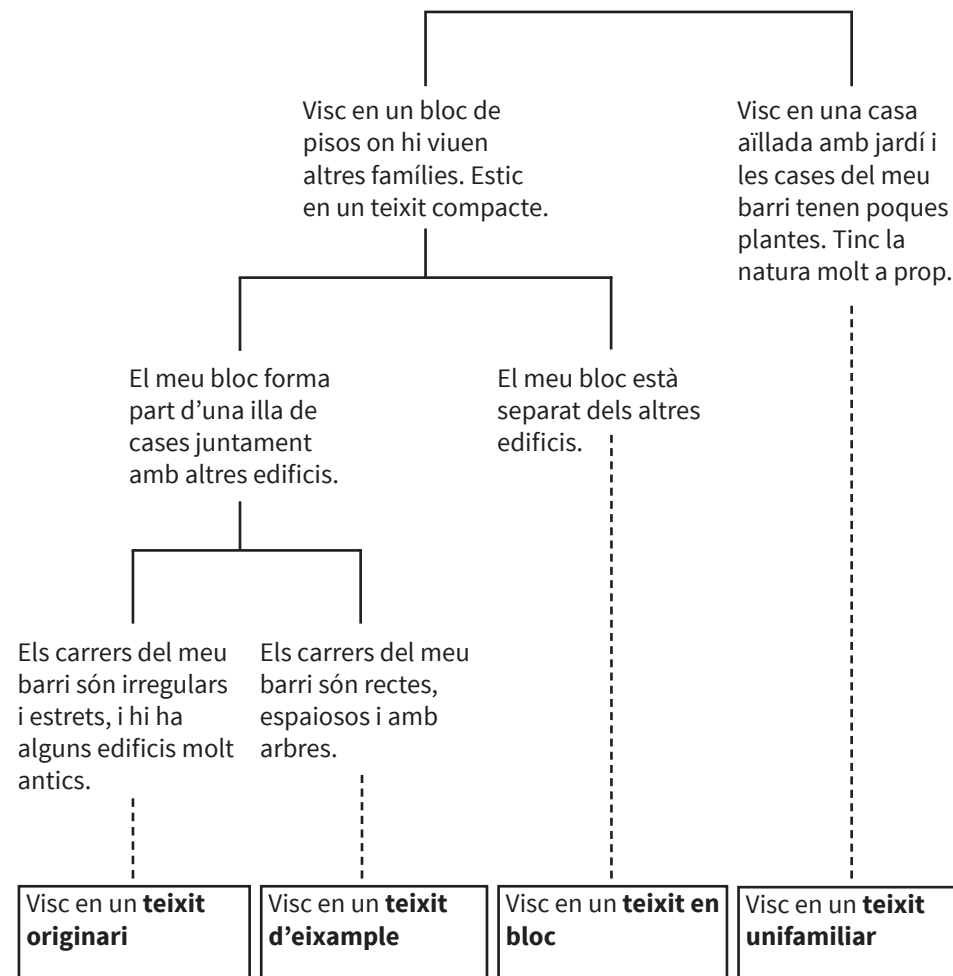 Visc en un bloc de
pisos on hi viuen
altres famílies. Estic
en un teixit compacte.
Visc en una casa
aïllada amb jardí i
les cases del meu
barri tenen poques
plantes. Tinc la
natura molt a prop.
El meu bloc forma
part d’una illa de
cases juntament
amb altres edificis.
El meu bloc està
separat dels altres
edificis.
Els carrers del meu
barri són irregulars
i estrets, i hi ha
alguns edificis molt
antics.
Els carrers del meu
barri són rectes,
espaiosos i amb
arbres.
Visc en un teixit
originari
Visc en un teixit
d'eixample
Visc en un teixit en
bloc
Visc en un teixit
unifamiliar